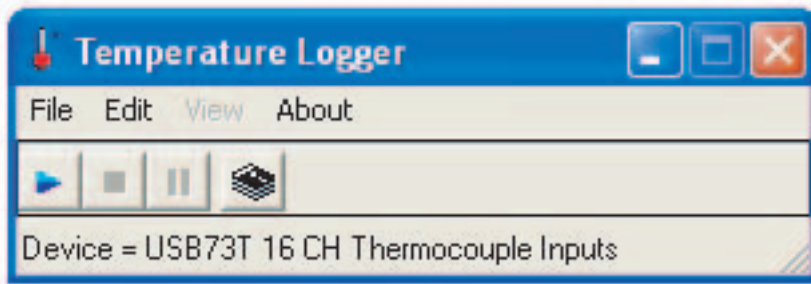 Temperature Logger
File Edit View About
Device = USB73T 16 CH Thermocouple Inputs